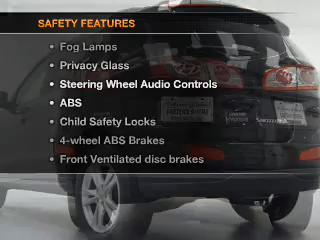 SAFETY FEATURES
• Fog Lamps
• Privacy Glass
• Steering Wheel Audio Controls
• ABS
• Child Safety Locks
• 4-wheel ABS Brakes
• Front Ventilated disc brakes